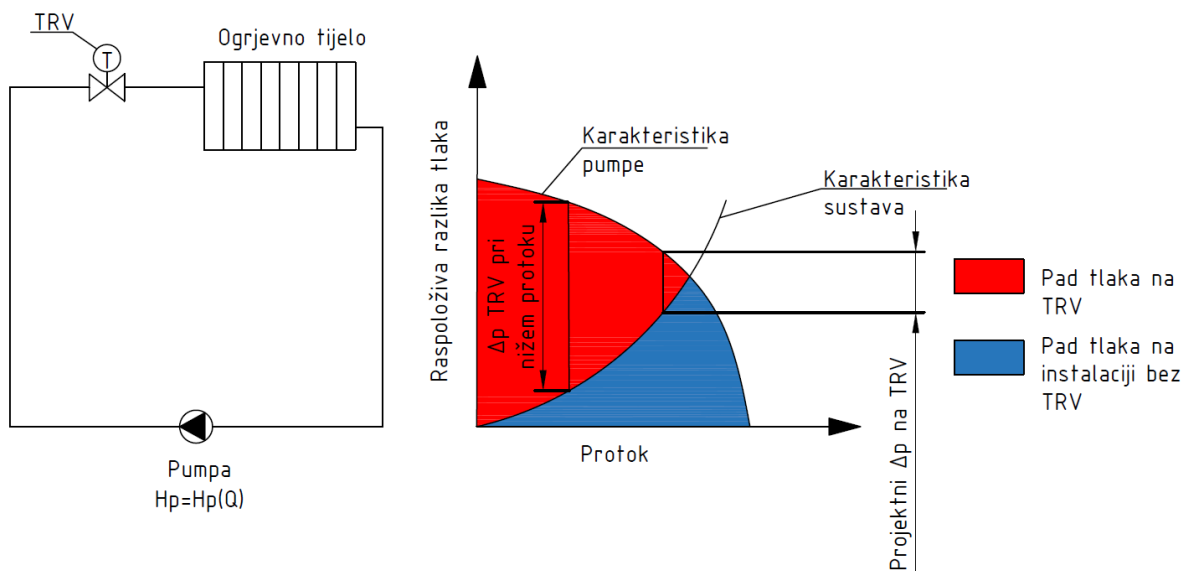 TRV
T
Ogrjevno tijelo
Pumpa
Hp=Hp(Q)
Raspoloživa razlika tlaka
Karakteristika
pumpe
Karakteristika
sustava
Δp TRV pri
nižem protoku
Protok
Projektni Δp na TRV
Pad tlaka na
TRV
Pad tlaka na
instalaciji bez
TRV